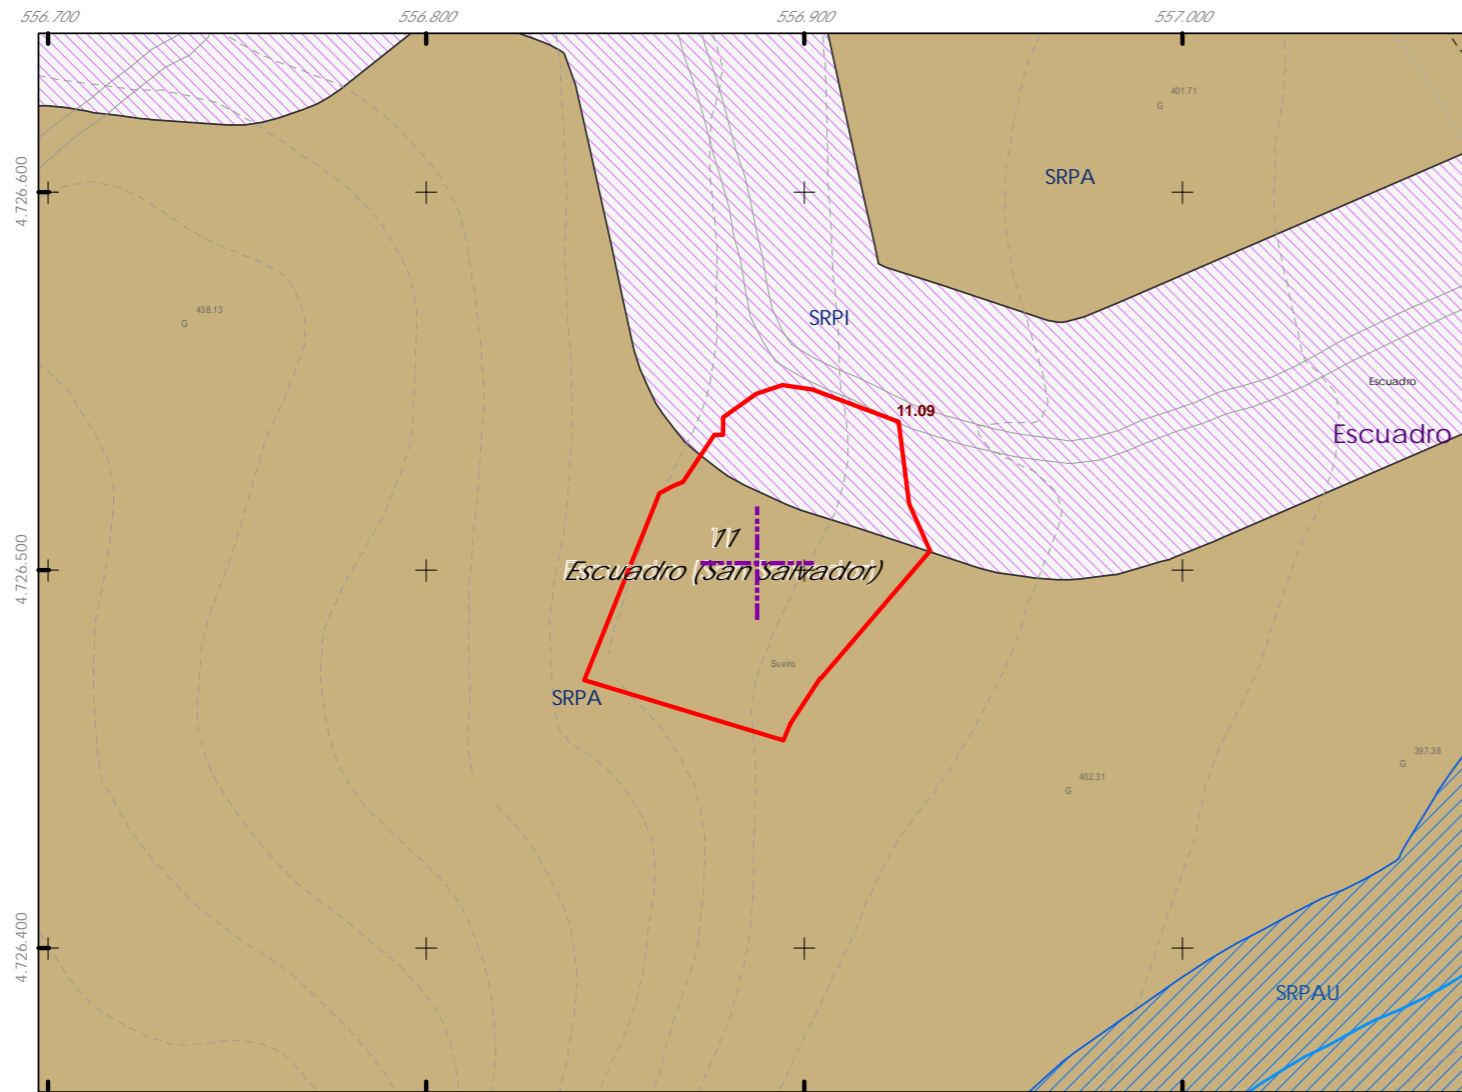 556.700
556.800
556.900
557.000
401.71
G
SRPA
4.726.600
438.13
G
SRPI
Escuadro
11.09
Escuadro
11
Escuadro (San Salvador)
4.726.500
Sueiro
SRPA
397.38
G
402.31
G
4.726.400
SRPAU